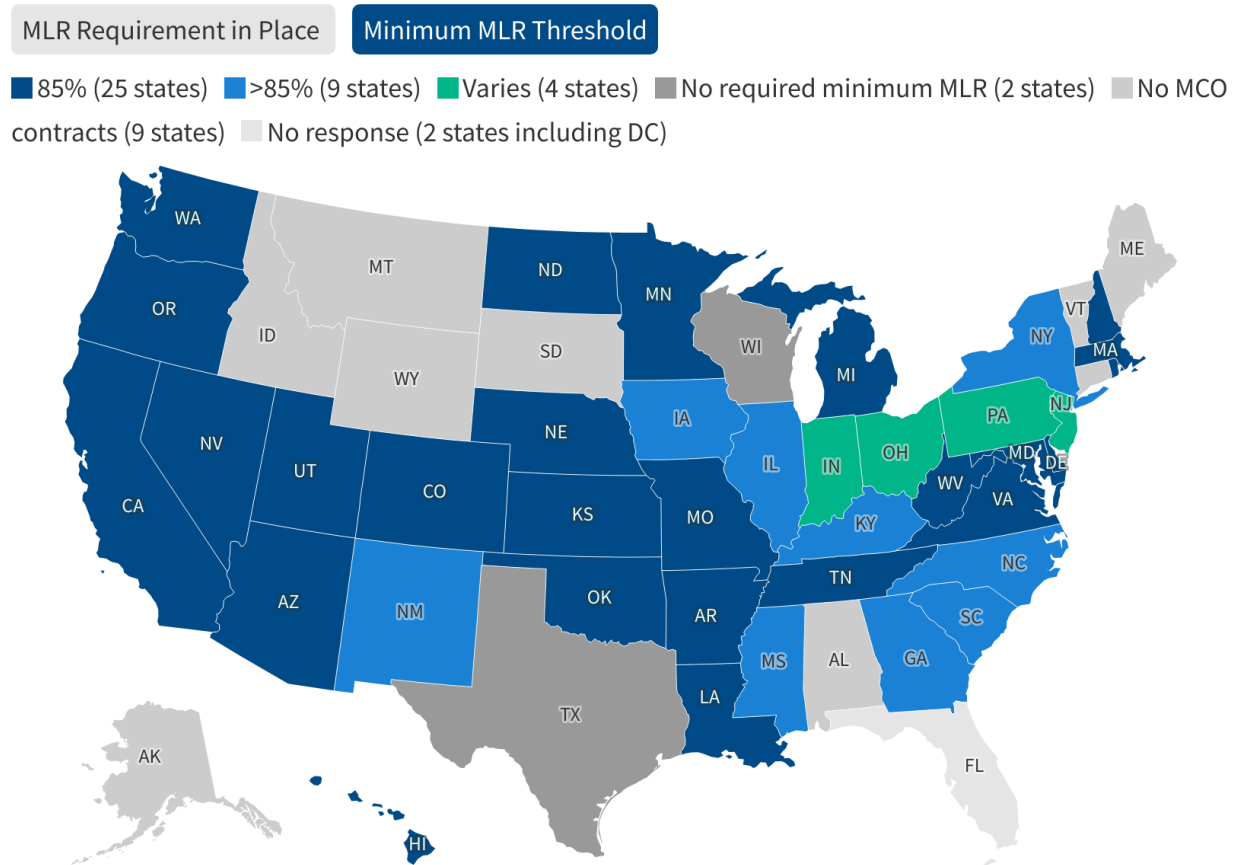 MLR Requirement in Place
Minimum MLR Threshold
85% (25 states) >85% (9 states) Varies (4 states) No required minimum MLR (2 states) No MCO
contracts (9 states) No response (2 states including DC)
WA
MT
ND
MN
ME
OR
ID
SD
WI
VT
NY
MA
WY
MI
IA
NE
PA
NJ
NV
UT
CO
IL
IN
OH
MD
DE
CA
KS
MO
WV
VA
KY
AZ
NM
OK
AR
TN
NC
SC
MS
AL
GA
TX
LA
AK
FL
HI